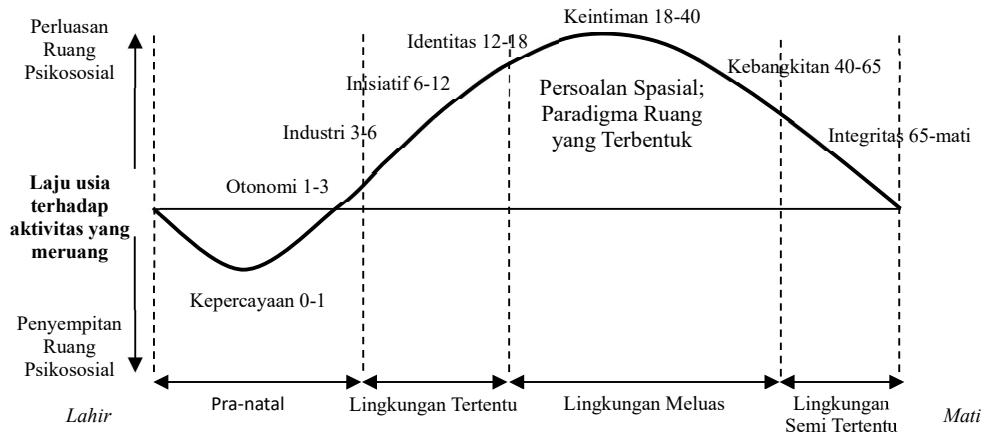 Perluasan
Ruang
Psikososial
Keintiman 18-40
Identitas 12-18
Inisiatif 6-12
Kebangkitan 40-65
Persoalan Spasial;
Paradigma Ruang
yang Terbentuk
Industri 3-6
Integritas 65-mati
Otonomi 1-3
Laju usia
terhadap
aktivitas yang
meruang
Kepercayaan 0-1
Penyempitan
Ruang
Psikososial
Lahir
Pra-natal
Lingkungan Tertentu
Lingkungan Meluas
Lingkungan
Semi Tertentu
Mati